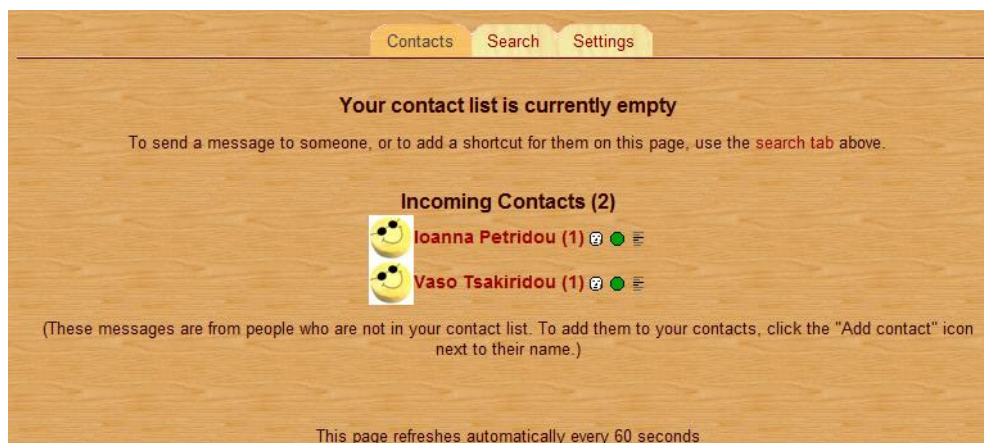 Contacts Search Settings
Your contact list is currently empty
To send a message to someone, or to add a shortcut for them on this page, use the search tab above.
Incoming Contacts (2)
Ioanna Petridou (1)
Vaso Tsakiridou (1)
(These messages are from people who are not in your contact list. To add them to your contacts, click the "Add contact" icon
next to their name.)
This page refreshes automatically every 60 seconds